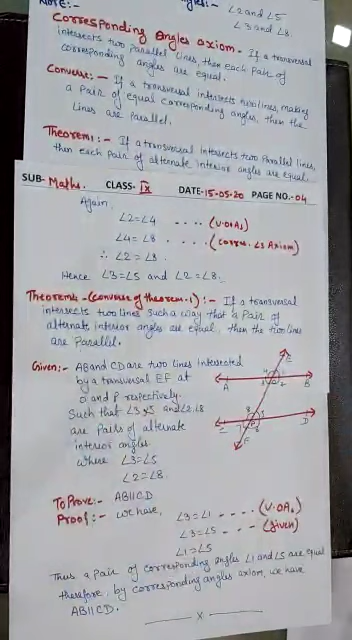 NOTE:-
∠2 and ∠5
∠3 and ∠8.
Corresponding Angles axiom - If a transversal
intersects two parallel lines then each pair of
corresponding angles are equal.
Converse: - If a transversal intersects two lines, making
a pair of equal corresponding angles, then the
lines are parallel.
Theorem1:- If a transversal intersects two parallel lines,
then each pair of alternate interior angles are equal.
SUB- Maths. CLASS- IX DATE-15-05-20 PAGE NO.-04
Again,
∠2=∠4 .... (V.O∠s)
∠4=∠8 .... (Corres. ∠s Axiom)
∴ ∠2=∠8.
Hence ∠3=∠5 and ∠2=∠8.
(converse of theorem-1):- If a transversal
intersects two lines such a way that a pair of
alternate interior angles are equal, then the two lines
are parallel.
Given:- AB and CD are two lines intersected
by a transversal EF at
O and P respectively.
Such that ∠3 ∠5 and ∠2 ∠8
are pairs of alternate
interior angles.
where ∠3=∠5
∠2=∠8.
E
A B
C D
F
To Prove:- AB||CD
Proof:- we have,
∠3=∠1 .... (V.O∠s)
∠3=∠5 ... (Given)
∠1=∠5
Thus a pair of corresponding angles ∠1 and ∠5 are equal
therefore, by corresponding angles axiom, we have
AB||CD.
x